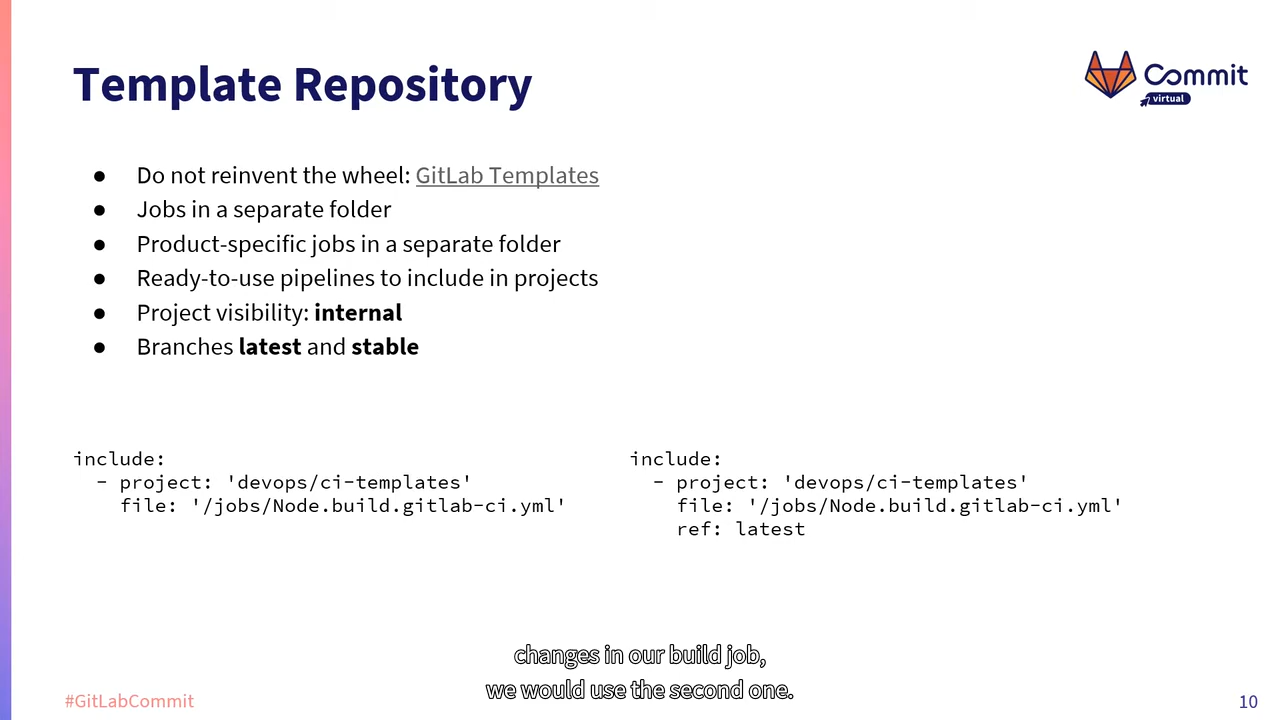 Template Repository
Commit
virtual
● Do not reinvent the wheel: GitLab Templates
● Jobs in a separate folder
● Product-specific jobs in a separate folder
● Ready-to-use pipelines to include in projects
● Project visibility: internal
● Branches latest and stable
include:
  - project: 'devops/ci-templates'
    file: '/jobs/Node.build.gitlab-ci.yml'
include:
  - project: 'devops/ci-templates'
    file: '/jobs/Node.build.gitlab-ci.yml'
    ref: latest
changes in our build job,
we would use the second one.
#GitLabCommit
10